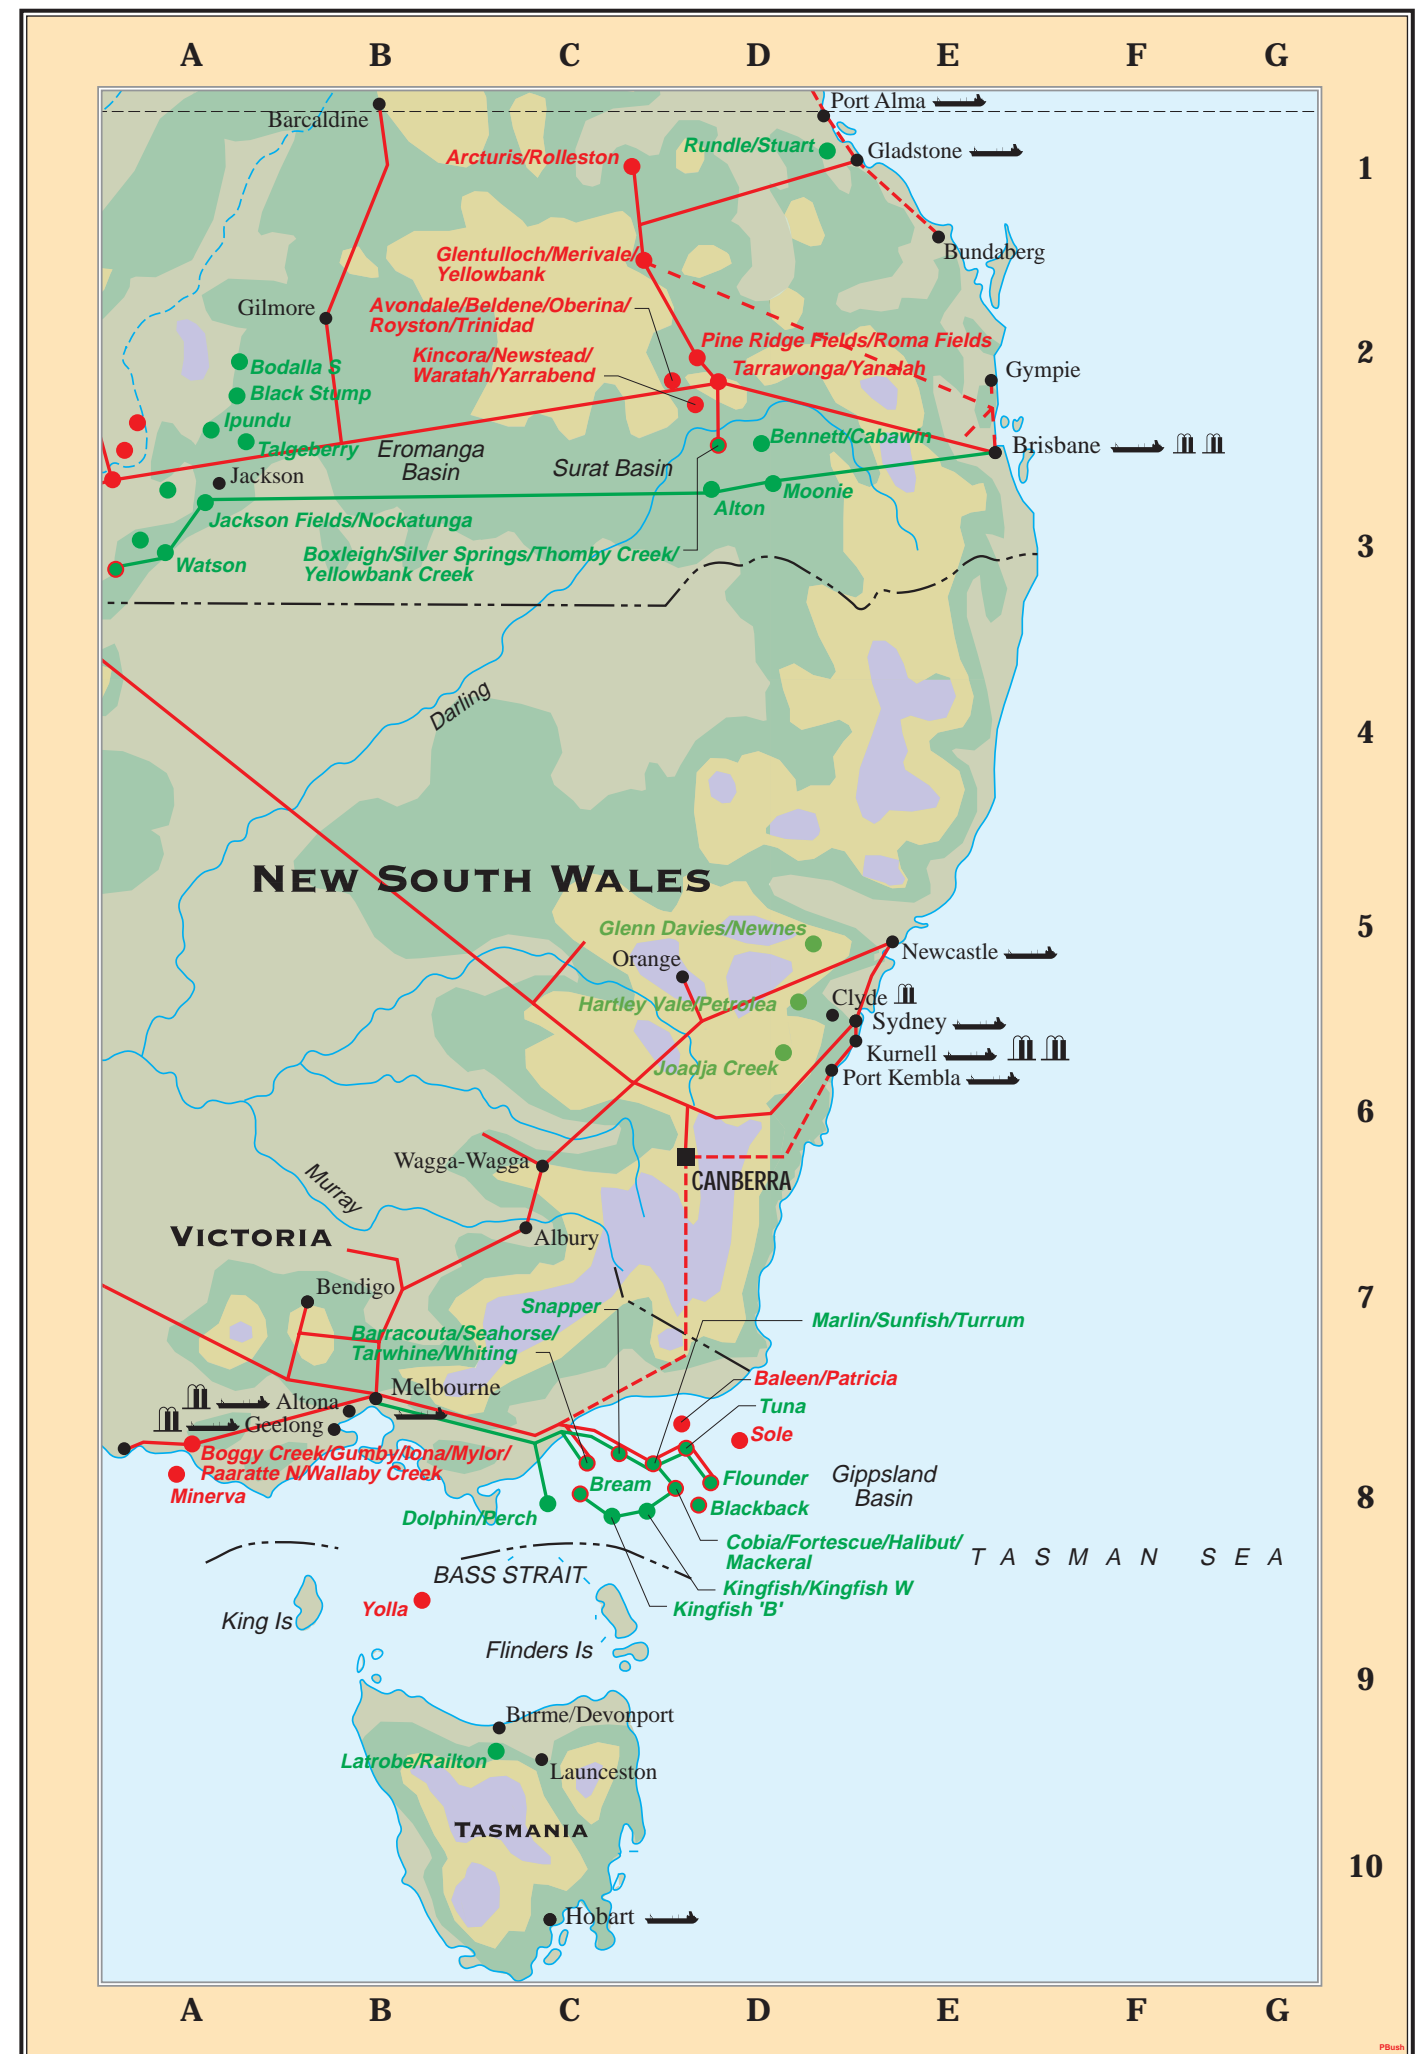 A B C D E F G
Port Alma
Barcaldine
Rundle/Stuart
Gladstone
Arcturis/Rolleston
1
Bundaberg
Glentulloch/Merivale/
Yellowbank
Gilmore
Avondale/Beldene/Oberina/
Royston/Trinidad
Pine Ridge Fields/Roma Fields
Kincora/Newstead/
Waratah/Yarrabend
Tarrawonga/Yanalah
2
Bodalla S
Gympie
Black Stump
Ipundu
Talgeberry
Eromanga
Basin
Bennett/Cabawin
Brisbane
Surat Basin
Jackson
Moonie
Alton
Jackson Fields/Nockatunga
3
Boxleigh/Silver Springs/Thomby Creek/
Yellowbank Creek
Watson
Darling
4
NEW SOUTH WALES
Glenn Davies/Newnes
5
Newcastle
Orange
Hartley Vale/Petrolea
Clyde
Sydney
Kurnell
Joadja Creek
Port Kembla
6
Wagga-Wagga
CANBERRA
Murray
VICTORIA
Albury
Bendigo
7
Snapper
Marlin/Sunfish/Turrum
Barracouta/Seahorse/
Tarwhine/Whiting
Baleen/Patricia
Melbourne
Altona
Tuna
Geelong
Sole
Boggy Creek/Gumby/Iona/Mylor/
Paaratte N/Wallaby Creek
Minerva
Bream
Flounder
Gippsland
Basin
8
Blackback
Dolphin/Perch
Cobia/Fortescue/Halibut/
Mackeral
TASMAN SEA
BASS STRAIT
Kingfish/Kingfish W
Yolla
Kingfish 'B'
King Is
Flinders Is
9
Burme/Devonport
Latrobe/Railton
Launceston
TASMANIA
10
Hobart
A B C D E F G
PBush